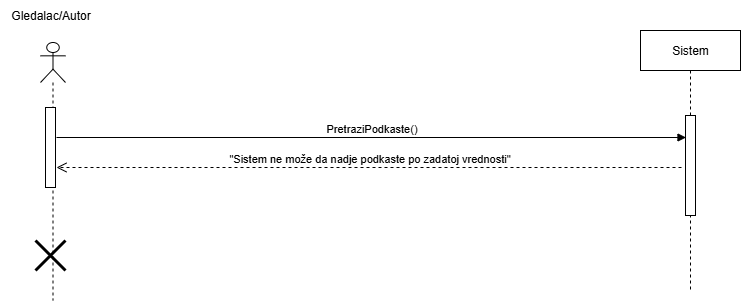 Gledalac/Autor
Sistem
PretraziPodkaste()
"Sistem ne može da nadje podkaste po zadatoj vrednosti"